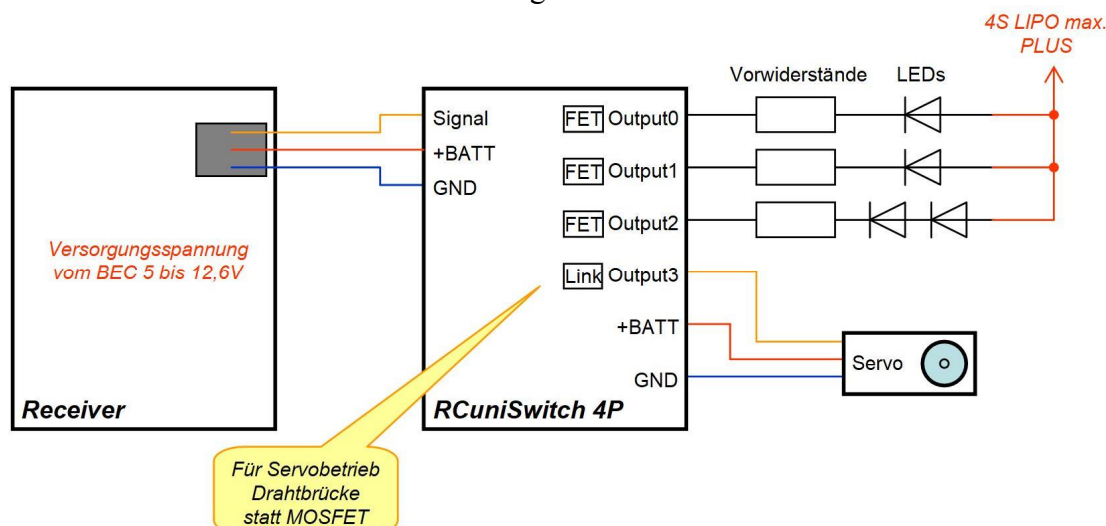 4S LIPO max.
PLUS
Vorwiderstände
LEDs
Signal
+BATT
GND
FET Output0
FET Output1
FET Output2
Link Output3
+BATT
GND
Versorgungsspannung
vom BEC 5 bis 12,6V
Servo
Receiver
RCuniSwitch 4P
Für Servobetrieb
Drahtbrücke
statt MOSFET